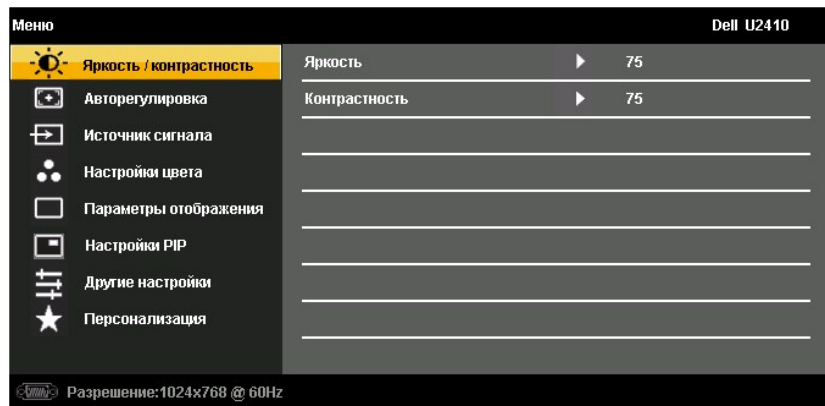 Меню Dell U2410
Яркость / контрастность Яркость 75
Авторегулировка Контрастность 75
Источник сигнала
Настройки цвета
Параметры отображения
Настройки PIP
Другие настройки
Персонализация
Разрешение:1024x768 @ 60Hz